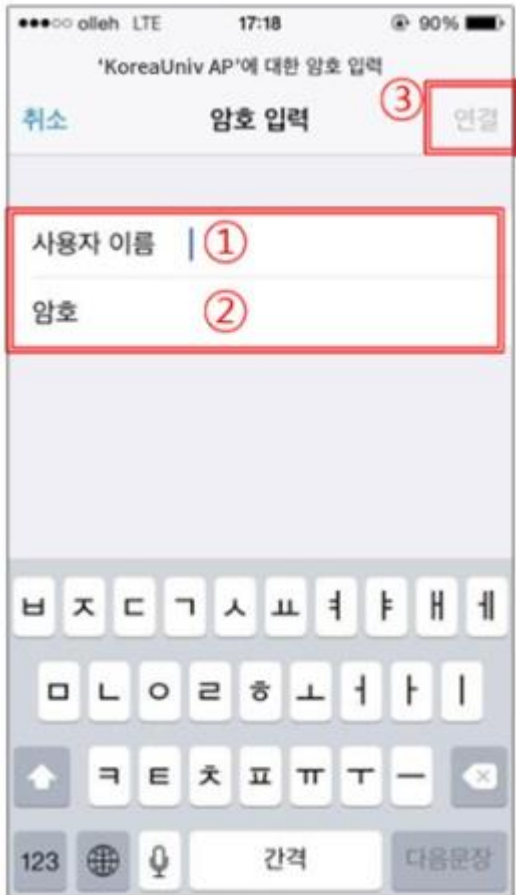 olleh LTE 17:18 90%
'KoreaUniv AP'에 대한 암호 입력
취소 암호 입력 ③ 연결
사용자 이름 ①
암호 ②
ㅂ ㅈ ㄷ ㄱ ㅅ ㅛ ㅕ ㅑ ㅐ ㅔ
ㅁ ㄴ ㅇ ㄹ ㅎ ㅗ ㅓ ㅏ ㅣ
ㅋ ㅌ ㅊ ㅍ ㅠ ㅜ ㅡ
123 간격 다음문장